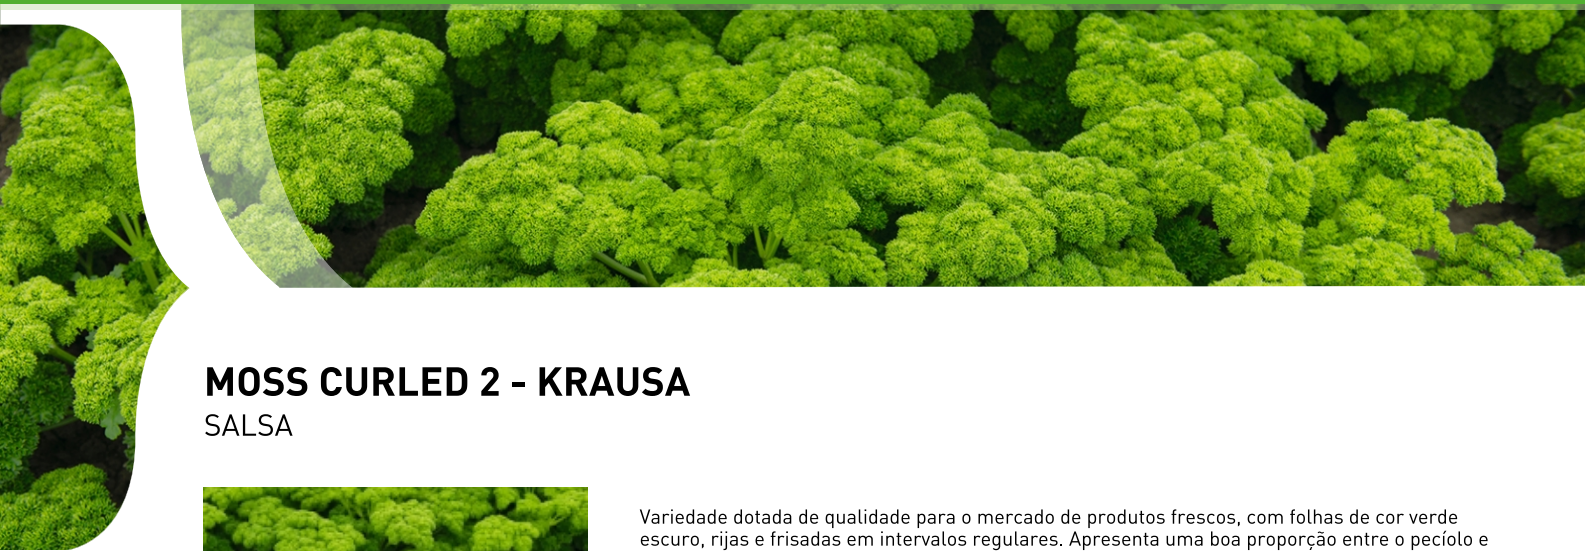 MOSS CURLED 2 - KRAUSA
SALSA
Variedade dotada de qualidade para o mercado de produtos frescos, com folhas de cor verde
escuro, rijas e frisadas em intervalos regulares. Apresenta uma boa proporção entre o pecíolo e